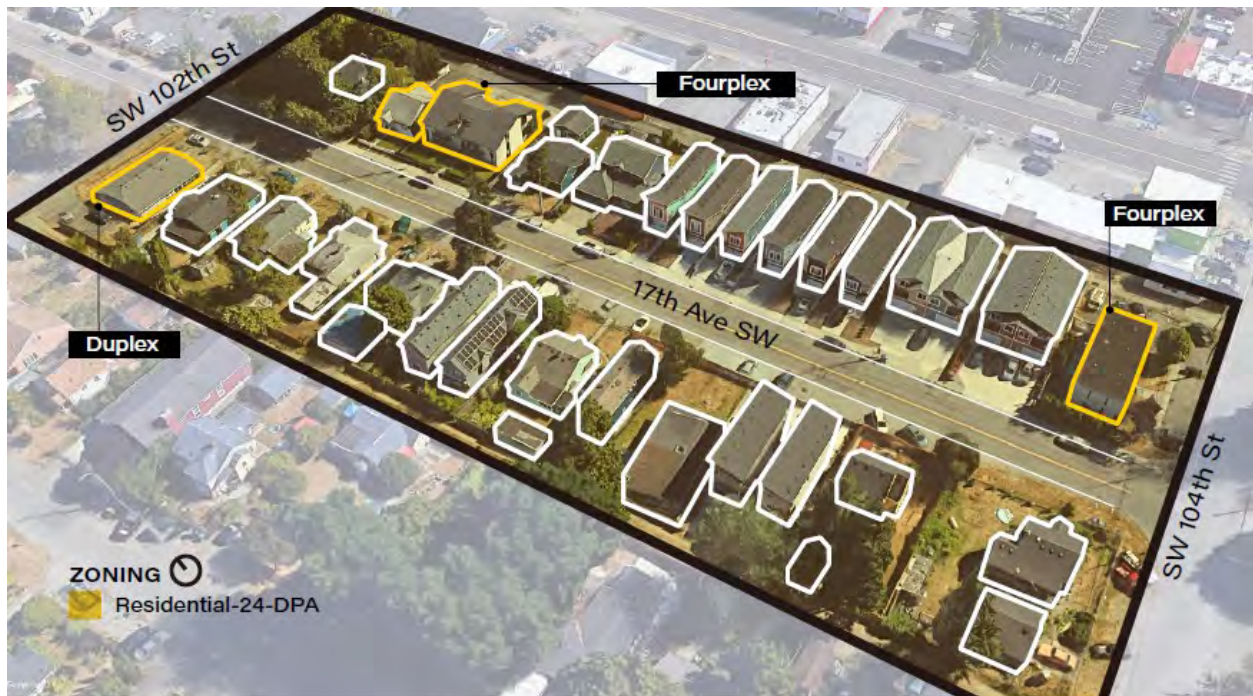 SW 102th St
Fourplex
Fourplex
17th Ave SW
Duplex
SW 104th St
ZONING
Residential-24-DPA